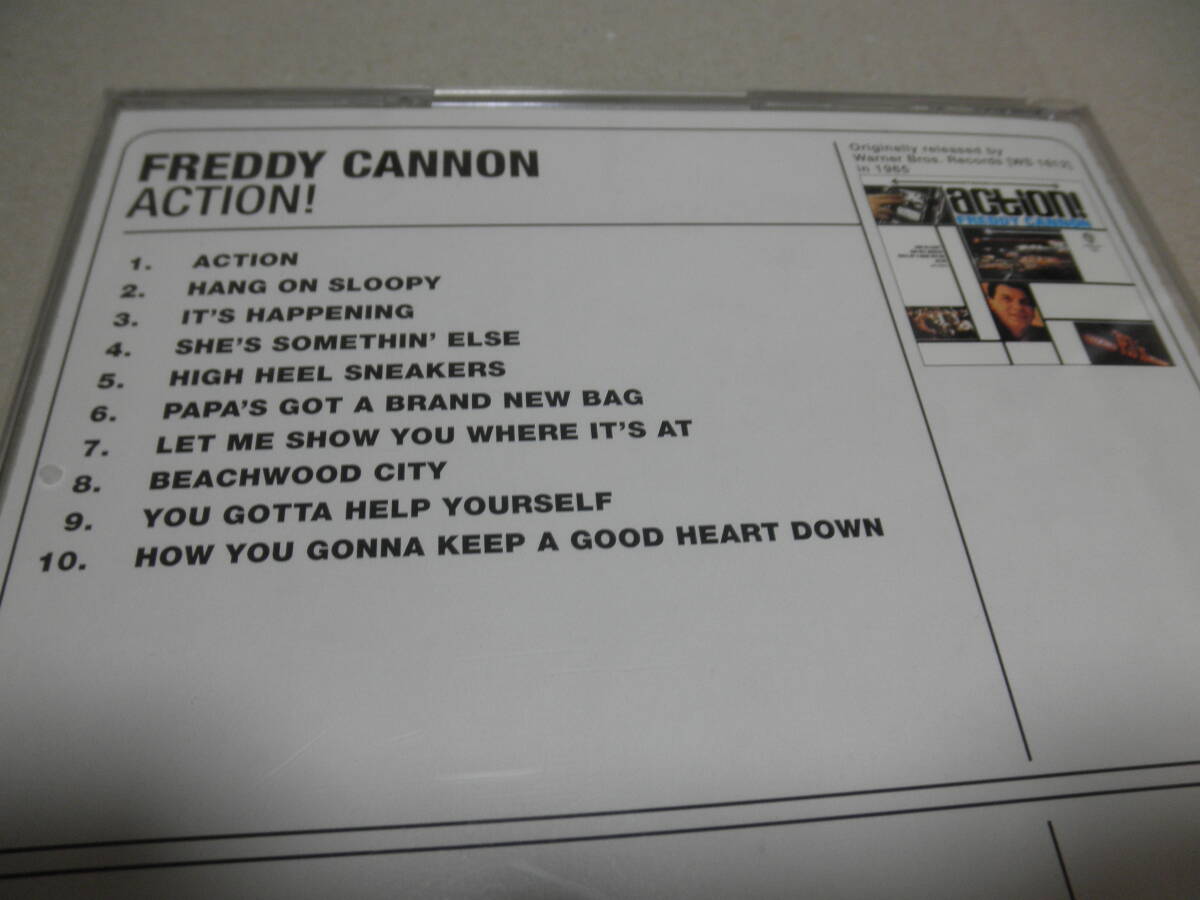 FREDDY CANNON
ACTION!
1. ACTION
2. HANG ON SLOOPY
3. IT'S HAPPENING
4. SHE'S SOMETHIN' ELSE
5. HIGH HEEL SNEAKERS
6. PAPA'S GOT A BRAND NEW BAG
7. LET ME SHOW YOU WHERE IT'S AT
8. BEACHWOOD CITY
9. YOU GOTTA HELP YOURSELF
10. HOW YOU GONNA KEEP A GOOD HEART DOWN
Originally released by
Warner Bros. Records [WS 1612]
in 1965
action!
FREDDY CANNON